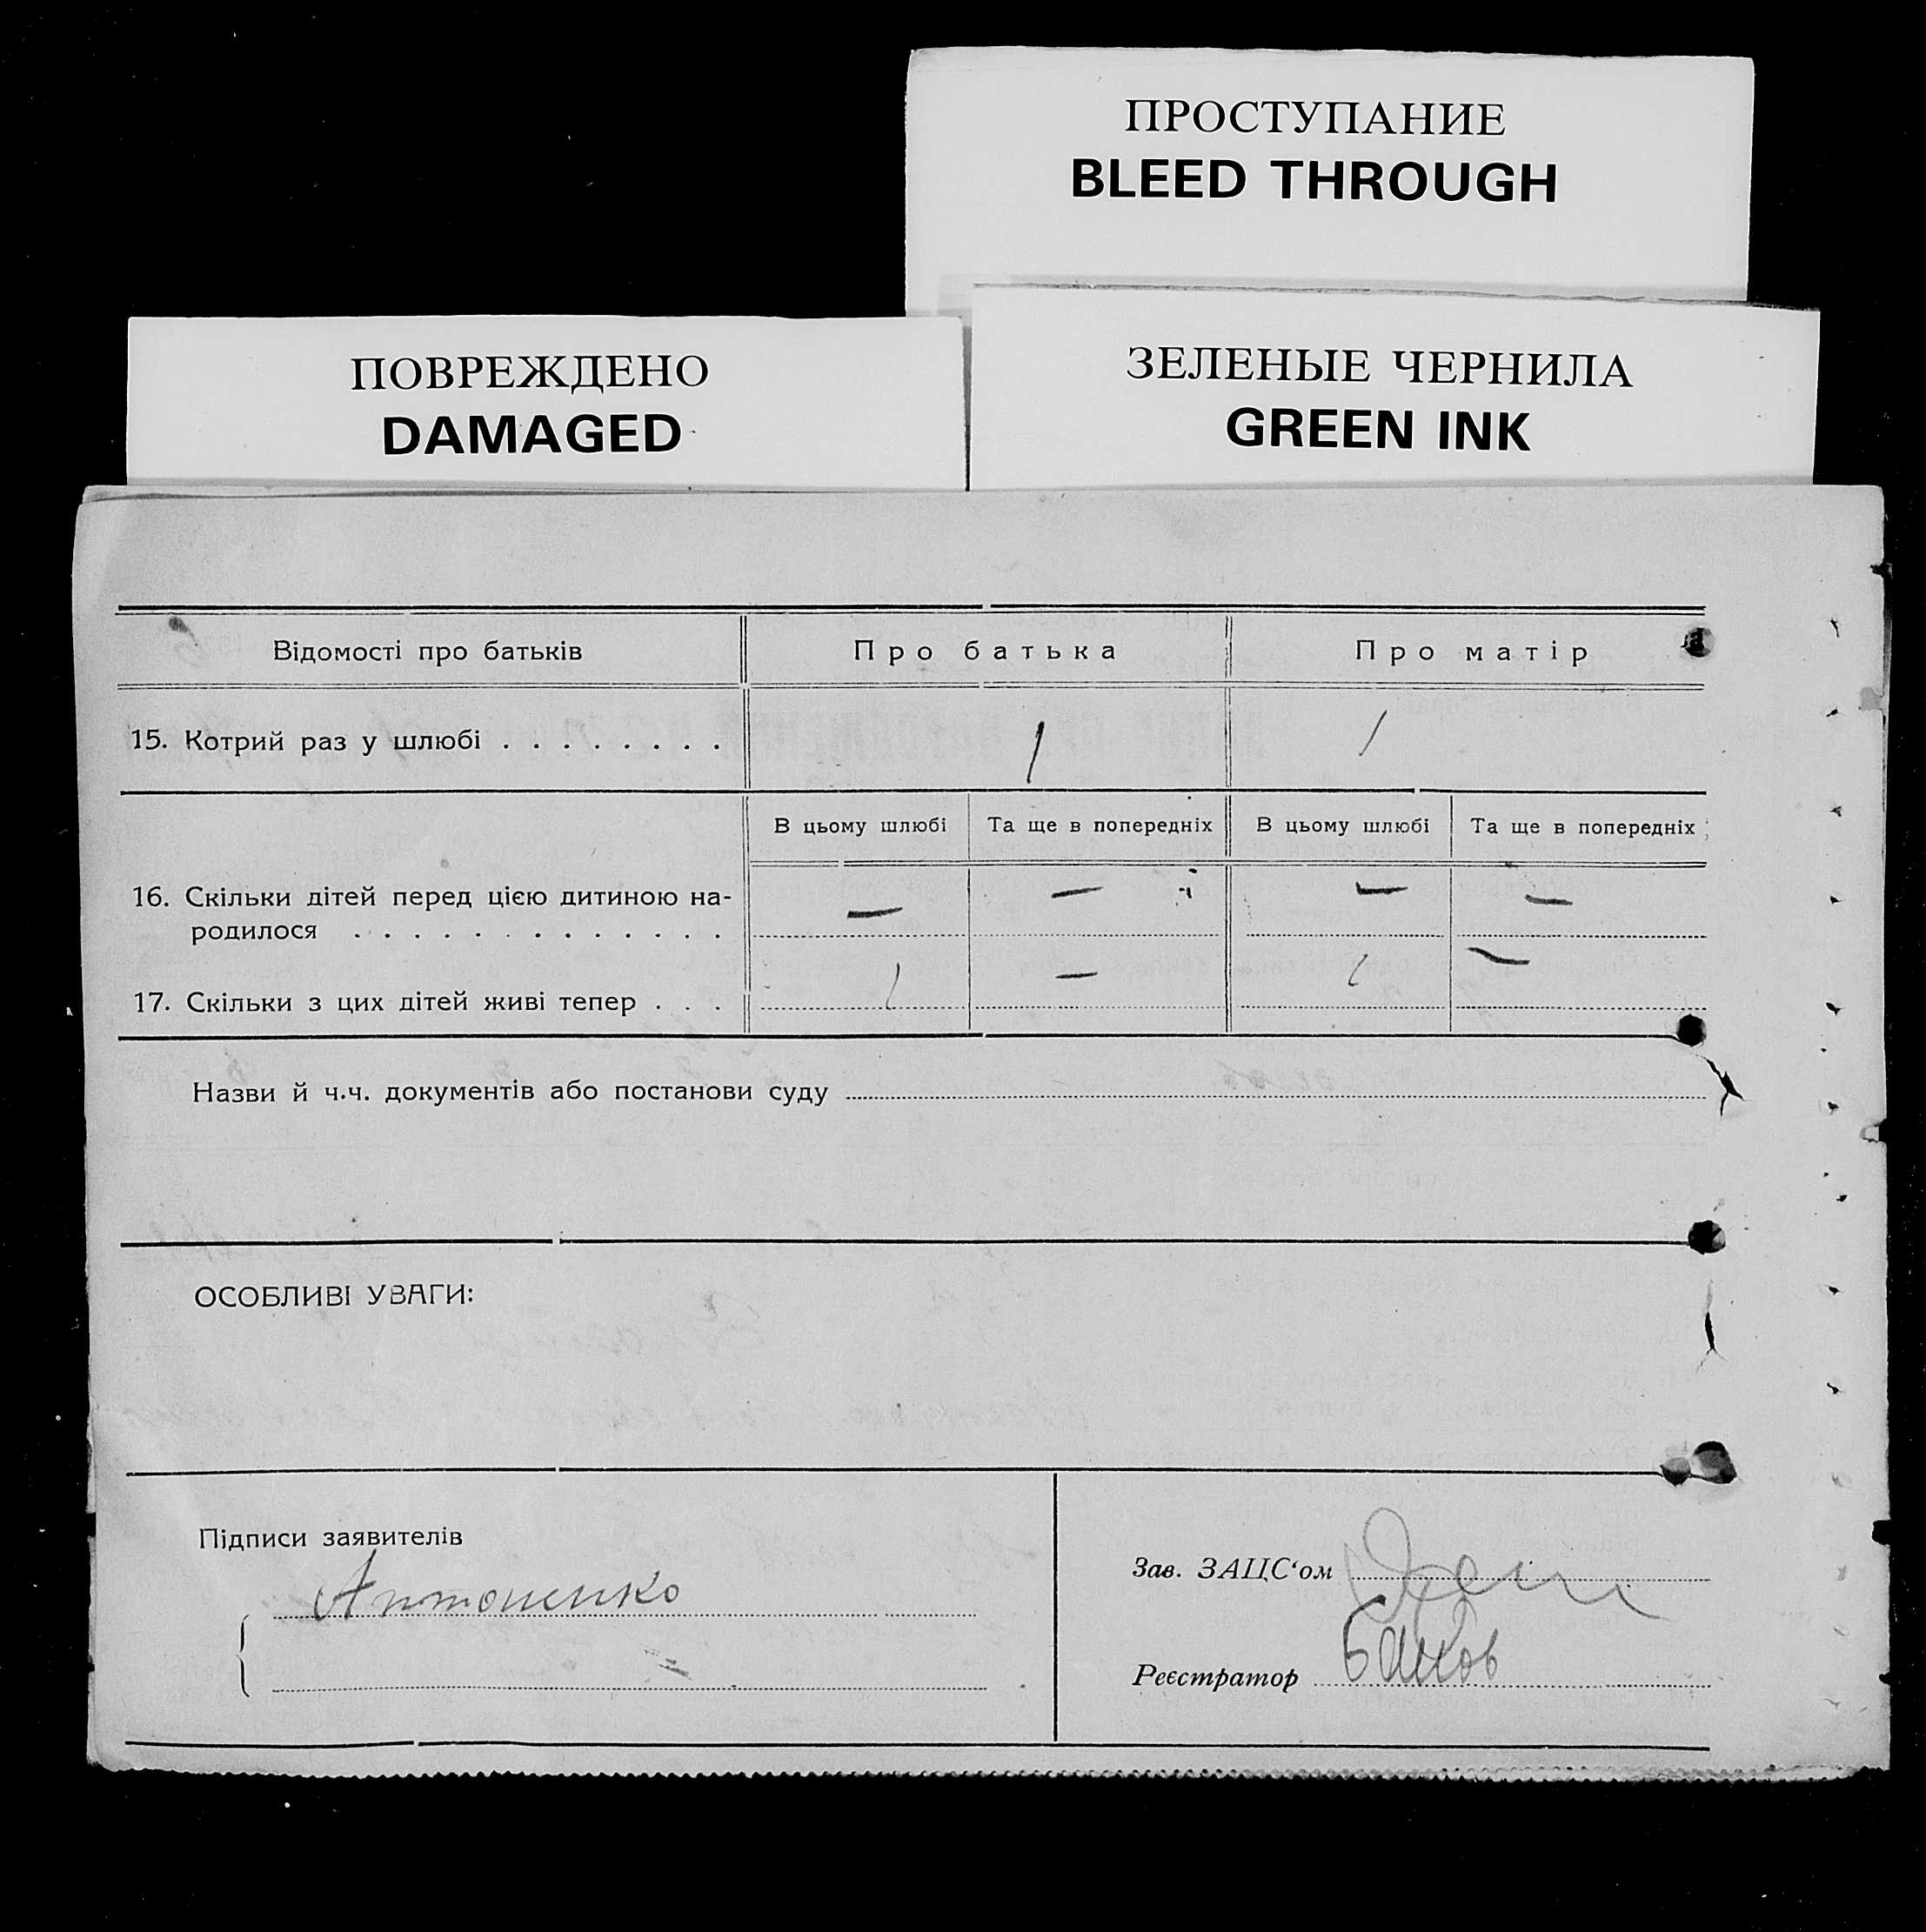 ПРОСТУПАНИЕ
BLEED THROUGH
ПОВРЕЖДЕНО
DAMAGED
ЗЕЛЕНЫЕ ЧЕРНИЛА
GREEN INK
Відомості про батьків Про батька Про матір
15. Котрий раз у шлюбі . . . . . . . . 1 1
В цьому шлюбі Та ще в попередніх В цьому шлюбі Та ще в попередніх
16. Скільки дітей перед цією дитиною на- — — — —
родилося . . . . . . . . . . . . .
17. Скільки з цих дітей живі тепер . . . 1 — 1 —
Назви й ч.ч. документів або постанови суду
ОСОБЛИВІ УВАГИ:
Підписи заявителів
Антоненко
Зав. ЗАЦС‘ом
Реєстратор